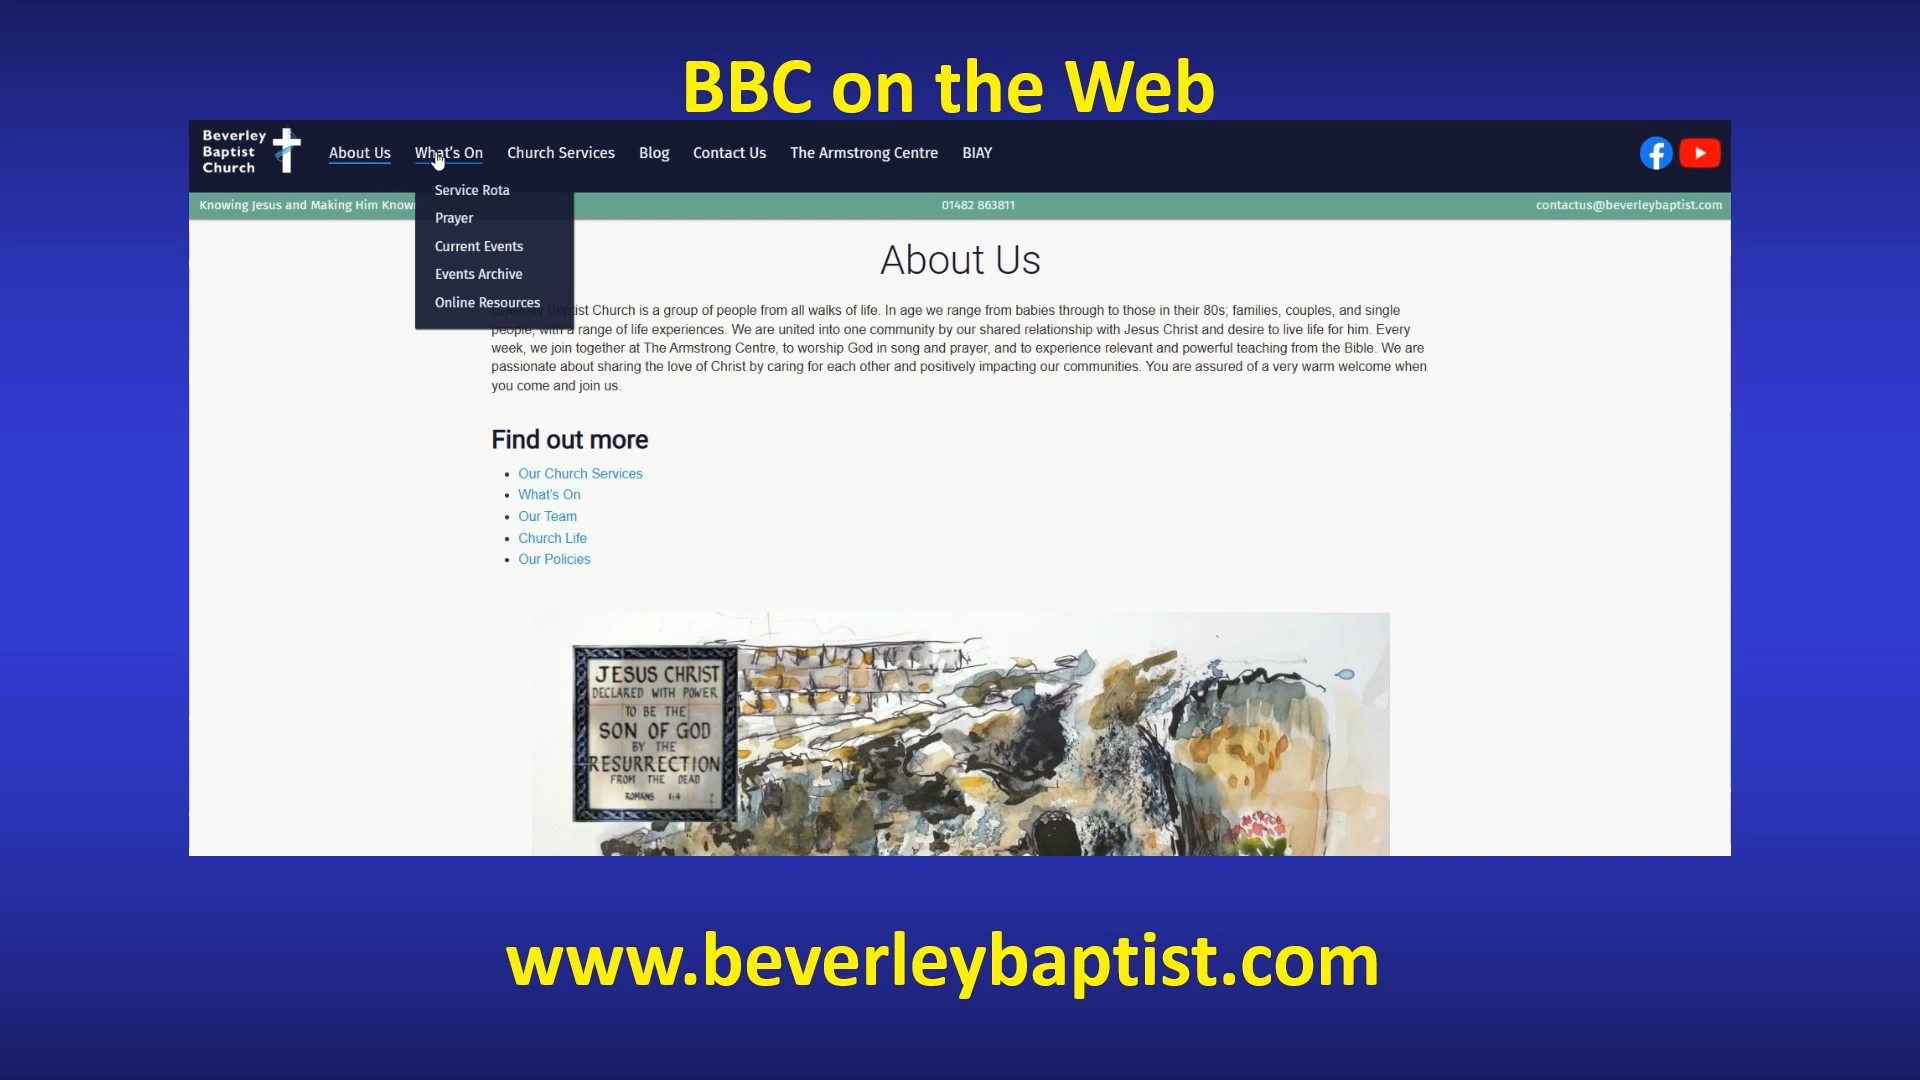 BBC on the Web
Beverley
Baptist
Church
About Us What's On Church Services Blog Contact Us The Armstrong Centre BIAY
Service Rota
Prayer
Current Events
Events Archive
Online Resources
Knowing Jesus and Making Him Know 01482 863811 contactus@beverleybaptist.com
About Us
Beverley Baptist Church is a group of people from all walks of life. In age we range from babies through to those in their 80s; families, couples, and single
people, with a range of life experiences. We are united into one community by our shared relationship with Jesus Christ and desire to live life for him. Every
week, we join together at The Armstrong Centre, to worship God in song and prayer, and to experience relevant and powerful teaching from the Bible. We are
passionate about sharing the love of Christ by caring for each other and positively impacting our communities. You are assured of a very warm welcome when
you come and join us.
Find out more
• Our Church Services
• What's On
• Our Team
• Church Life
• Our Policies
JESUS CHRIST
DECLARED WITH POWER
TO BE THE
SON OF GOD
BY THE
RESURRECTION
FROM THE DEAD
ROMANS 1:4
www.beverleybaptist.com